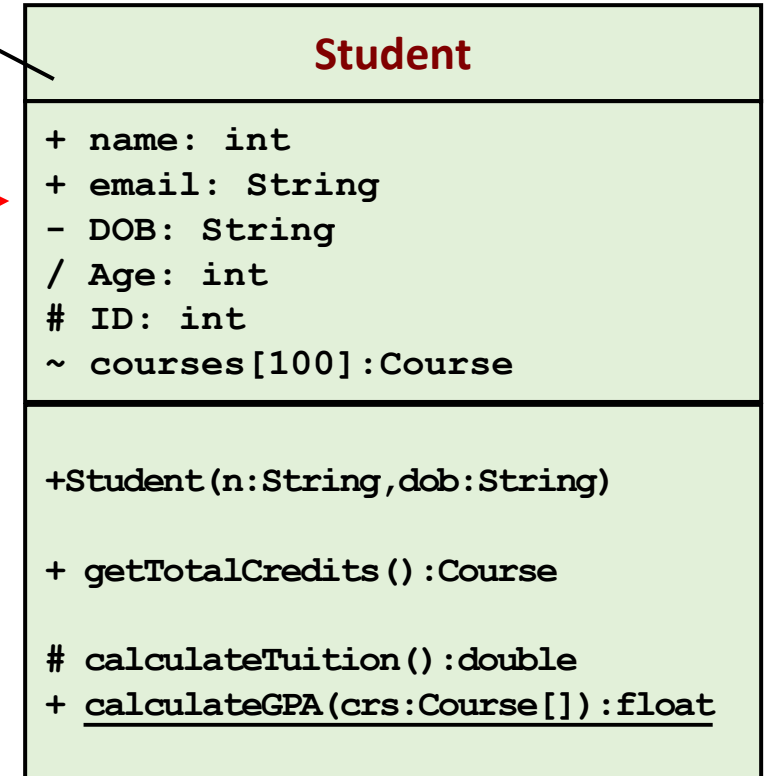 Student
+ name: int
+ email: String
- DOB: String
/ Age: int
# ID: int
~ courses[100]:Course
+Student(n:String,dob:String)
+ getTotalCredits():Course
# calculateTuition():double
+ calculateGPA(crs:Course[]):float